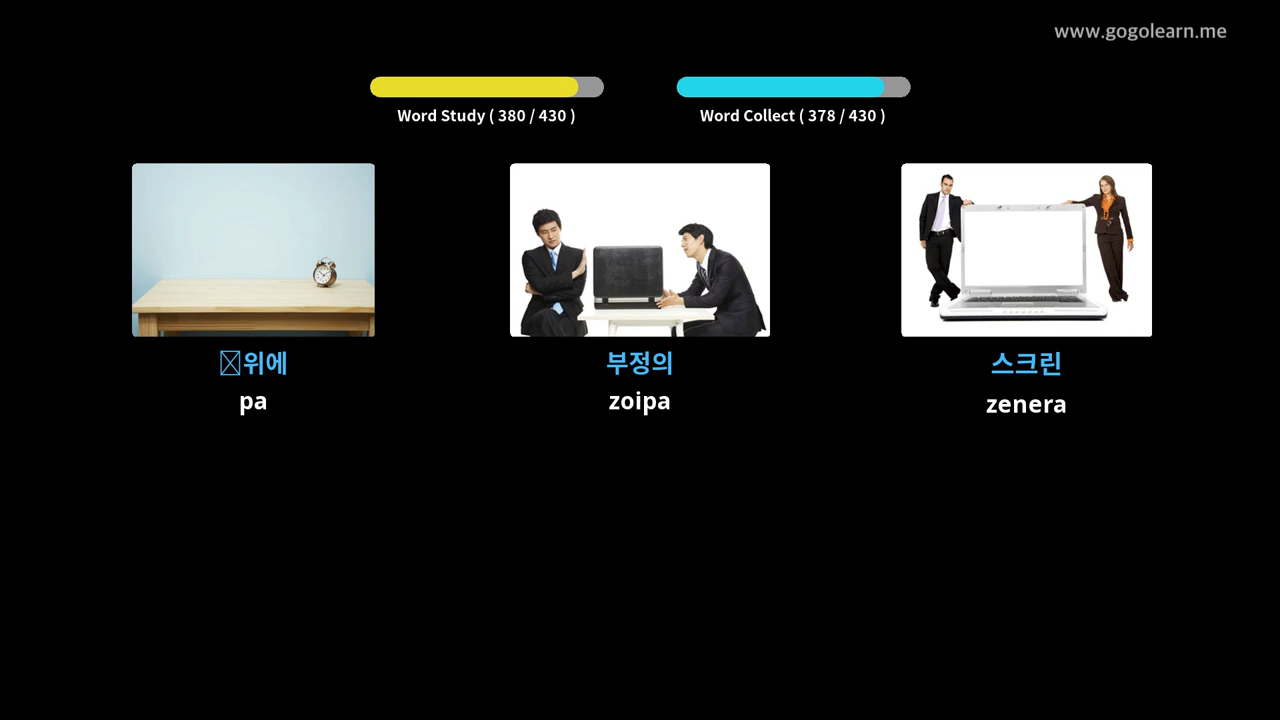 www.gogolearn.me
Word Study ( 380 / 430 )
Word Collect ( 378 / 430 )
위에
부정의
스크린
pa
zoipa
zenera